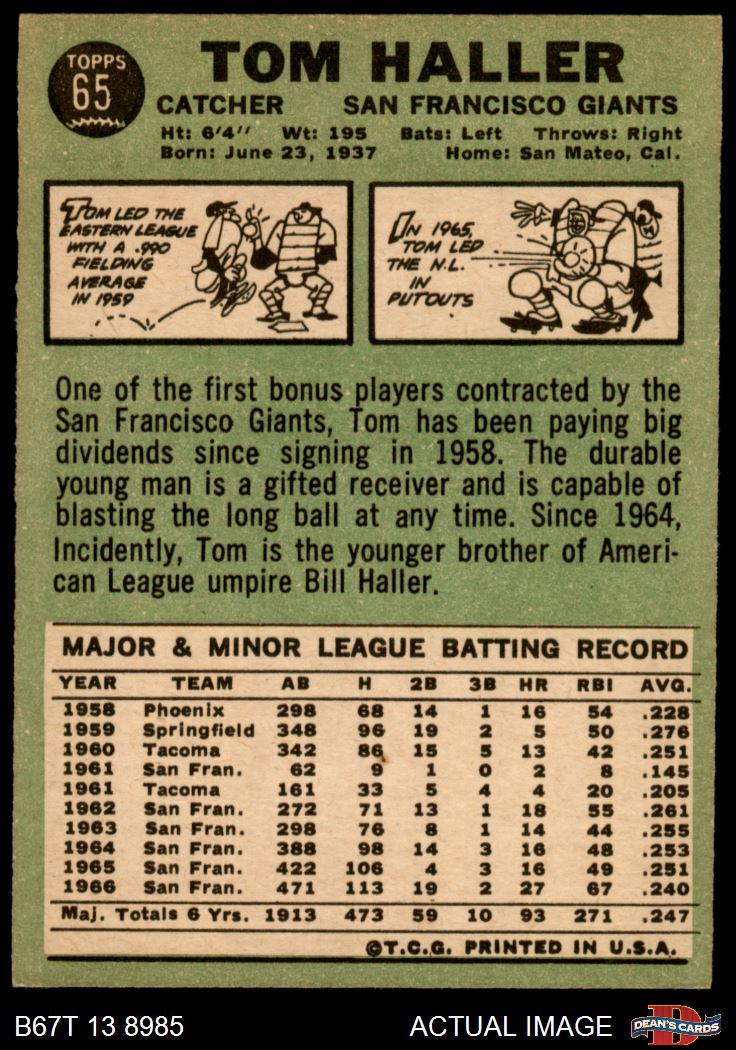 TOPPS
65
TOM HALLER
CATCHER SAN FRANCISCO GIANTS
Ht: 6'4'' Wt: 195 Bats: Left Throws: Right
Born: June 23, 1937 Home: San Mateo, Cal.
TOM LED THE
EASTERN LEAGUE
WITH A .990
FIELDING
AVERAGE
IN 1959
IN 1965,
TOM LED
THE N.L.
IN
PUTOUTS
One of the first bonus players contracted by the
San Francisco Giants, Tom has been paying big
dividends since signing in 1958. The durable
young man is a gifted receiver and is capable of
blasting the long ball at any time. Since 1964,
Incidently, Tom is the younger brother of Ameri-
can League umpire Bill Haller.
MAJOR & MINOR LEAGUE BATTING RECORD
YEAR TEAM AB H 2B 3B HR RBI AVG.
1958 Phoenix 298 68 14 1 16 54 .228
1959 Springfield 348 96 19 2 5 50 .276
1960 Tacoma 342 86 15 5 13 42 .251
1961 San Fran. 62 9 1 0 2 8 .145
1961 Tacoma 161 33 5 4 4 20 .205
1962 San Fran. 272 71 13 1 18 55 .261
1963 San Fran. 298 76 8 1 14 44 .255
1964 San Fran. 388 98 14 3 16 48 .253
1965 San Fran. 422 106 4 3 16 49 .251
1966 San Fran. 471 113 19 2 27 67 .240
Maj. Totals 6 Yrs. 1913 473 59 10 93 271 .247
©T.C.G. PRINTED IN U.S.A.
B67T 13 8985 ACTUAL IMAGE
D
DEAN'S CARDS